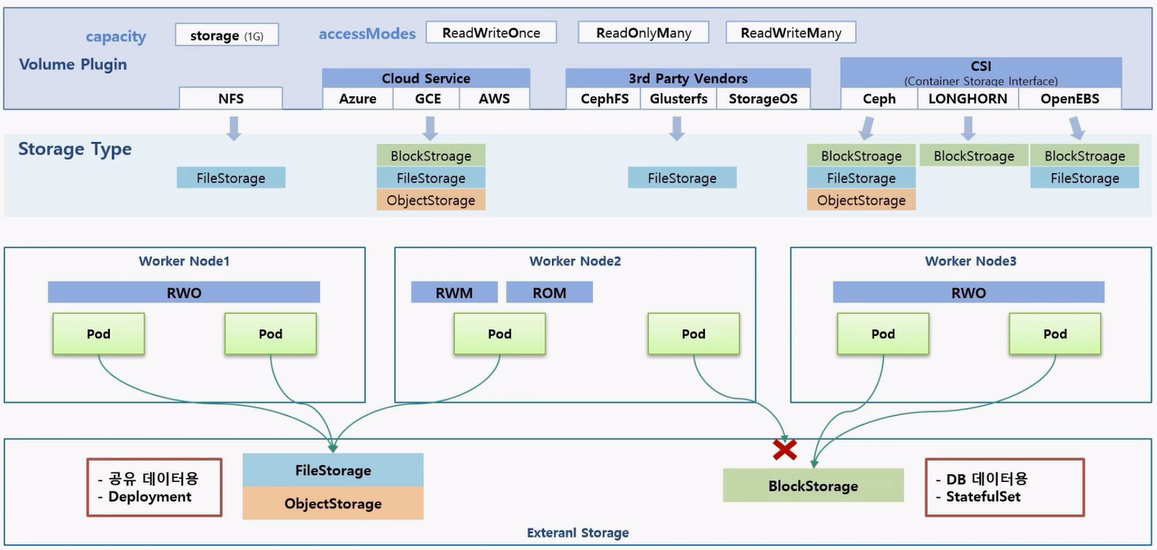 capacity
storage (1G)
accessModes
ReadWriteOnce
ReadOnlyMany
ReadWriteMany
Volume Plugin
NFS
Cloud Service
Azure GCE AWS
3rd Party Vendors
CephFS Glusterfs StorageOS
CSI
(Container Storage Interface)
Ceph LONGHORN OpenEBS
Storage Type
FileStorage
BlockStroage
FileStorage
ObjectStorage
FileStorage
BlockStroage
FileStorage
ObjectStorage
BlockStroage
BlockStroage
FileStorage
Worker Node1
RWO
Pod Pod
Worker Node2
RWM ROM
Pod Pod
Worker Node3
RWO
Pod Pod
- 공유 데이터용
- Deployment
FileStorage
ObjectStorage
BlockStorage
- DB 데이터용
- StatefulSet
Exteranl Storage